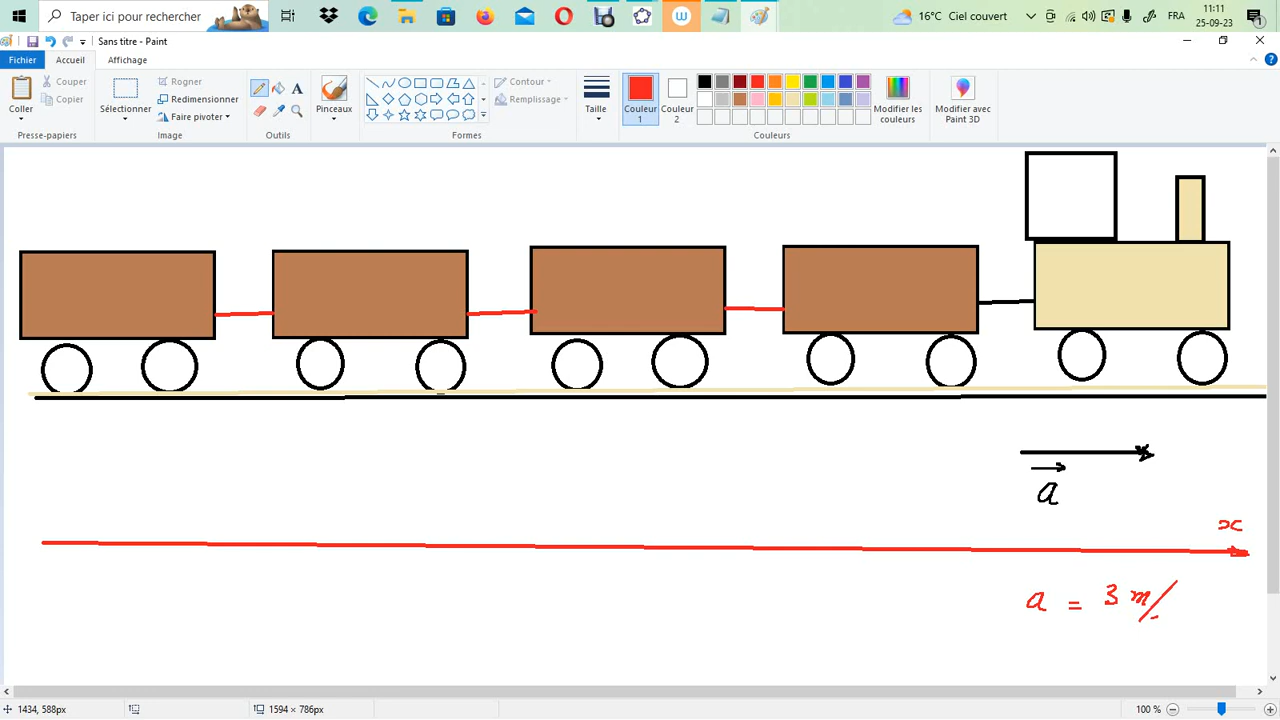 Taper ici pour rechercher
16°C Ciel couvert
FRA
11:11
25-09-23
1
Sans titre - Paint
Fichier
Accueil
Affichage
Coller
Couper
Copier
Presse-papiers
Sélectionner
Rogner
Redimensionner
Faire pivoter
Image
A
Outils
Pinceaux
Contour
Remplissage
Formes
Taille
Couleur
1
Couleur
2
Modifier les
couleurs
Couleurs
Modifier avec
Paint 3D
a
x
a = 3 m/
1434, 588px
1594 × 786px
100 %